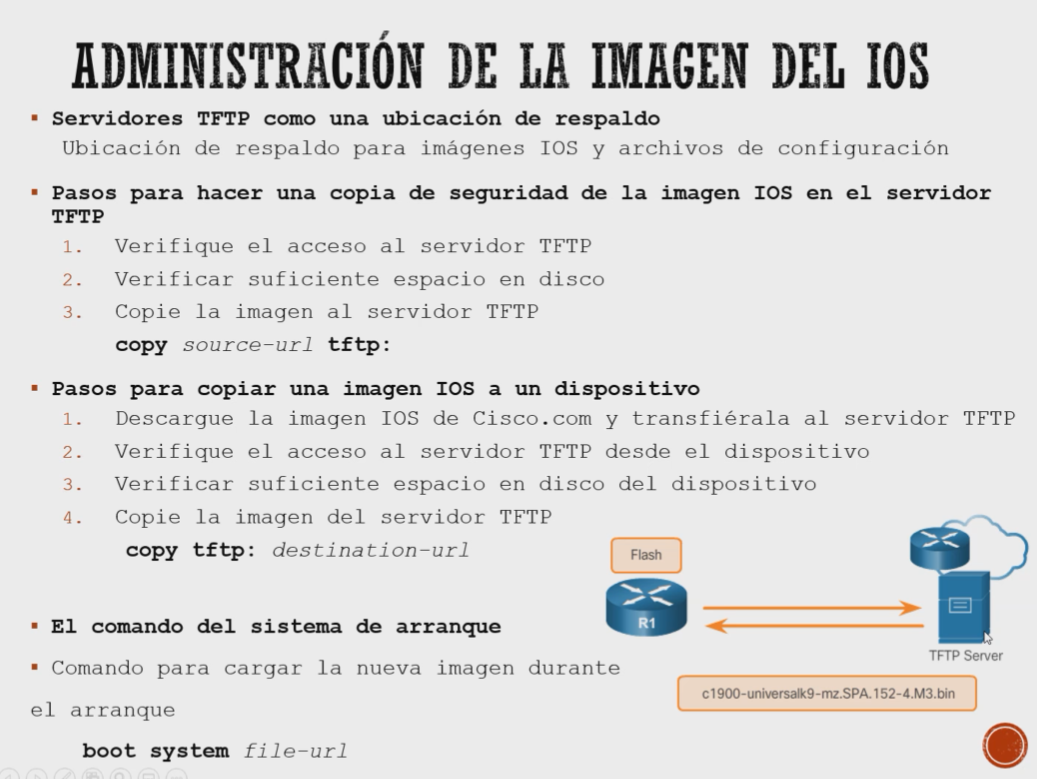 ADMINISTRACIÓN DE LA IMAGEN DEL IOS
▪ Servidores TFTP como una ubicación de respaldo
Ubicación de respaldo para imágenes IOS y archivos de configuración
▪ Pasos para hacer una copia de seguridad de la imagen IOS en el servidor
TFTP
1. Verifique el acceso al servidor TFTP
2. Verificar suficiente espacio en disco
3. Copie la imagen al servidor TFTP
copy source-url tftp:
▪ Pasos para copiar una imagen IOS a un dispositivo
1. Descargue la imagen IOS de Cisco.com y transfiérala al servidor TFTP
2. Verifique el acceso al servidor TFTP desde el dispositivo
3. Verificar suficiente espacio en disco del dispositivo
4. Copie la imagen del servidor TFTP
copy tftp: destination-url
Flash
R1
TFTP Server
c1900-universalk9-mz.SPA.152-4.M3.bin
▪ El comando del sistema de arranque
▪ Comando para cargar la nueva imagen durante
el arranque
boot system file-url